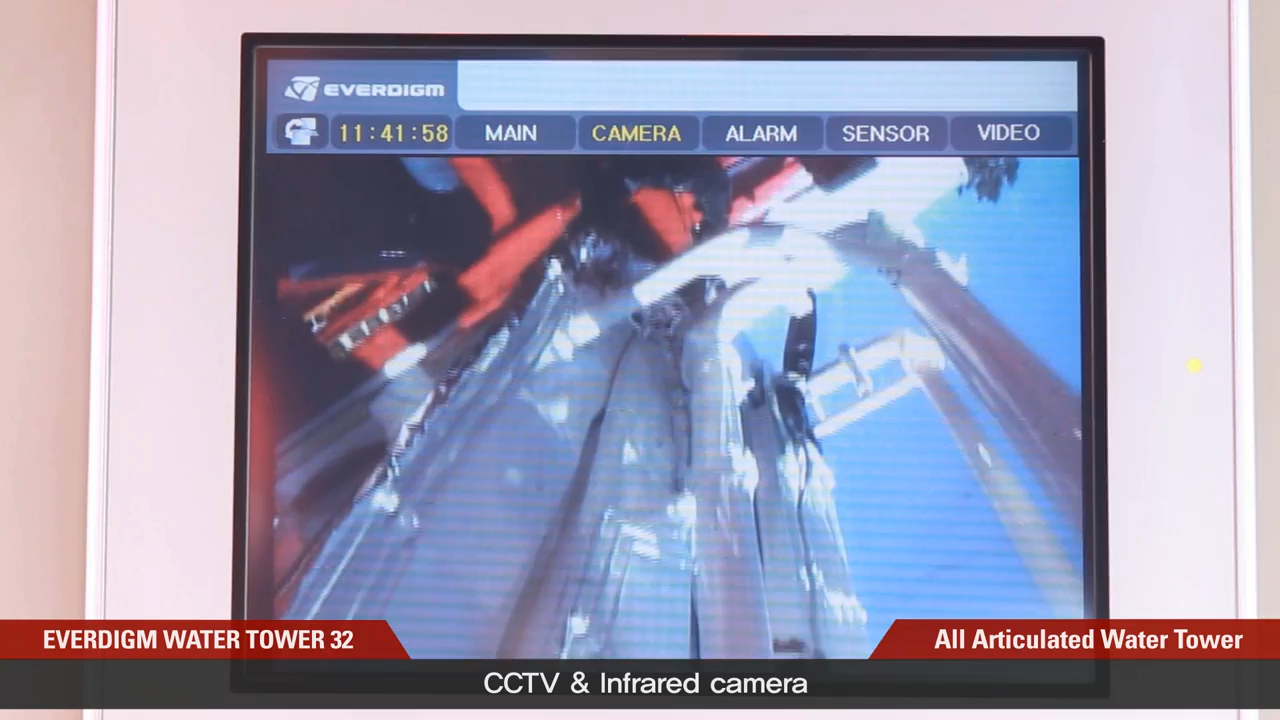 EVERDIGM
11:41:58 MAIN CAMERA ALARM SENSOR VIDEO
EVERDIGM WATER TOWER 32
All Articulated Water Tower
CCTV & Infrared camera